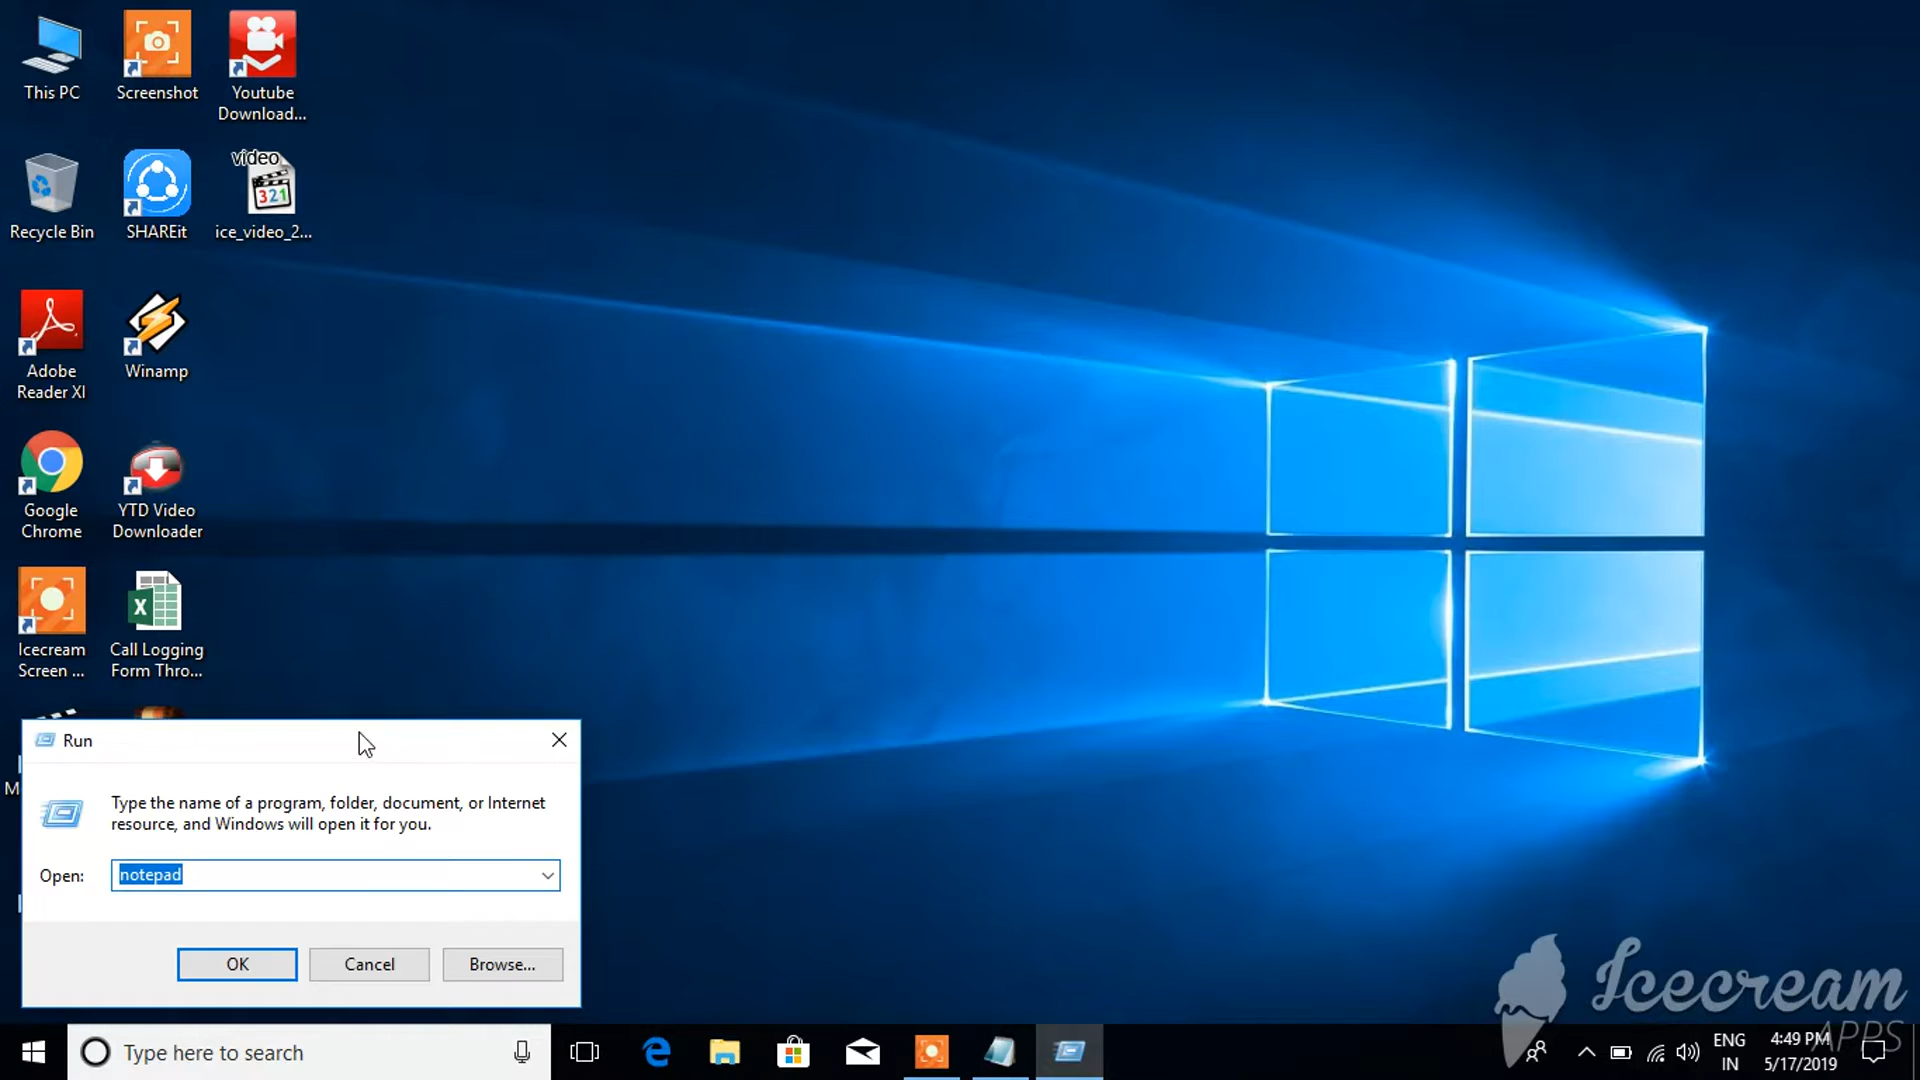 This PC
Screenshot
Youtube
Download...
Recycle Bin
SHAREit
video
321
ice_video_2...
Adobe
Reader XI
Winamp
Google
Chrome
YTD Video
Downloader
Icecream
Screen ...
X
Call Logging
Form Thro...
M
Run
Type the name of a program, folder, document, or Internet
resource, and Windows will open it for you.
Open:
notepad
OK
Cancel
Browse...
Type here to search
ENG
IN
4:49 PM
5/17/2019
Icecream
APPS